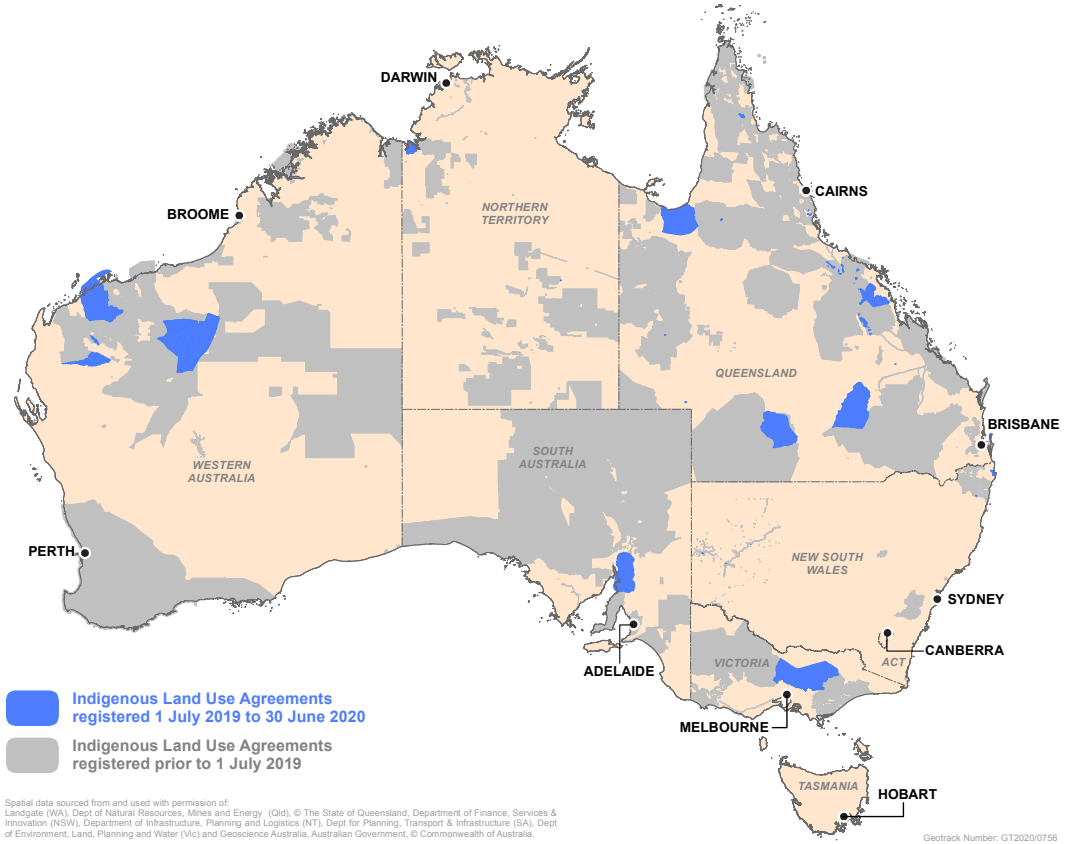 DARWIN
CAIRNS
BROOME
NORTHERN
TERRITORY
QUEENSLAND
BRISBANE
SOUTH
AUSTRALIA
WESTERN
AUSTRALIA
PERTH
NEW SOUTH
WALES
SYDNEY
CANBERRA
ACT
ADELAIDE
VICTORIA
MELBOURNE
TASMANIA
HOBART
Indigenous Land Use Agreements
registered 1 July 2019 to 30 June 2020
Indigenous Land Use Agreements
registered prior to 1 July 2019
Spatial data sourced from and used with permission of:
Landgate (WA), Dept of Natural Resources, Mines and Energy (Qld), © The State of Queensland, Department of Finance, Services &
Innovation (NSW), Department of Infrastructure, Planning and Logistics (NT), Dept for Planning, Transport & Infrastructure (SA), Dept
of Environment, Land, Planning and Water (Vic) and Geoscience Australia, Australian Government, © Commonwealth of Australia.
Geotrack Number: GT2020/0756